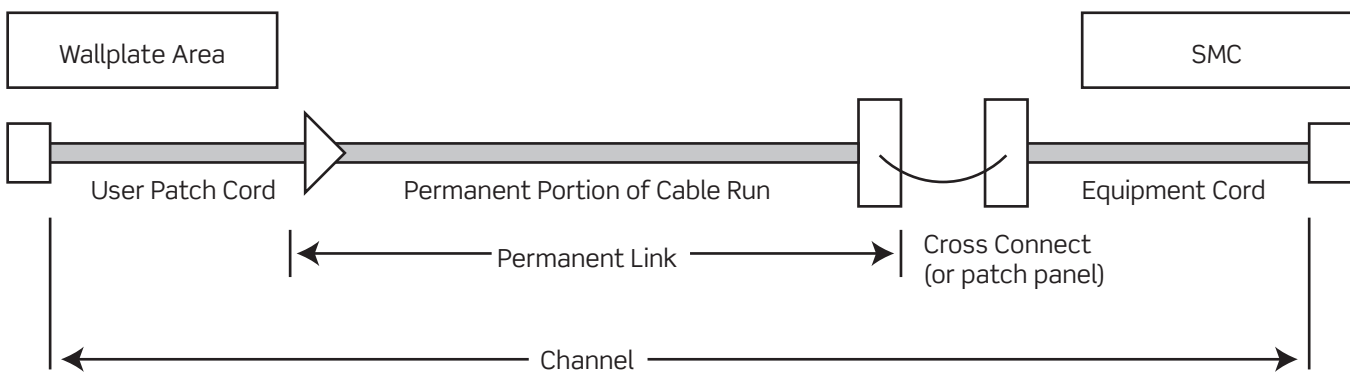 Wallplate Area
SMC
User Patch Cord
Permanent Portion of Cable Run
Equipment Cord
Permanent Link
Cross Connect
(or patch panel)
Channel